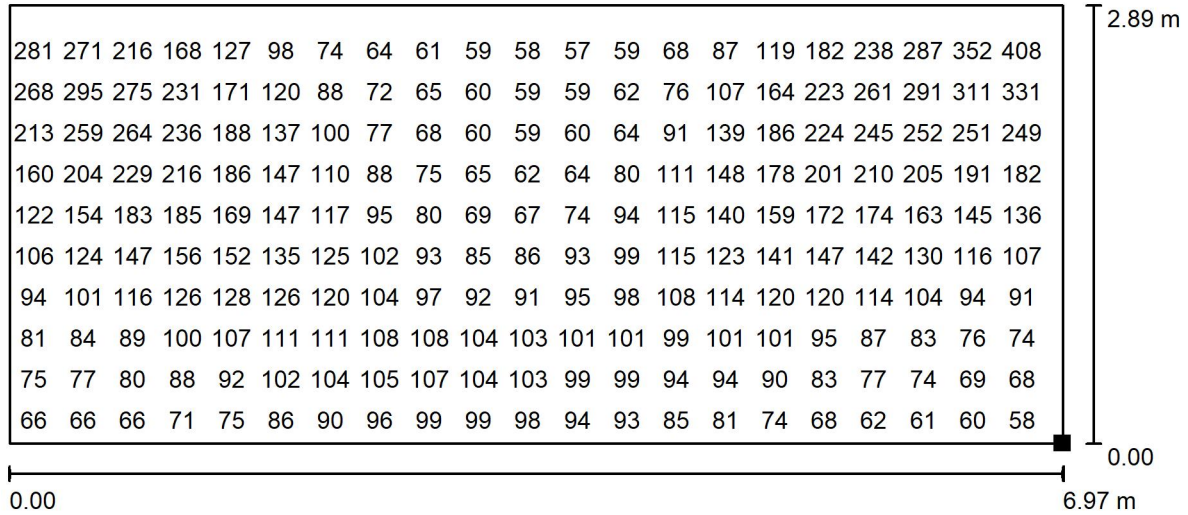 2.89 m
281 271 216 168 127 98 74 64 61 59 58 57 59 68 87 119 182 238 287 352 408
268 295 275 231 171 120 88 72 65 60 59 59 62 76 107 164 223 261 291 311 331
213 259 264 236 188 137 100 77 68 60 59 60 64 91 139 186 224 245 252 251 249
160 204 229 216 186 147 110 88 75 65 62 64 80 111 148 178 201 210 205 191 182
122 154 183 185 169 147 117 95 80 69 67 74 94 115 140 159 172 174 163 145 136
106 124 147 156 152 135 125 102 93 85 86 93 99 115 123 141 147 142 130 116 107
94 101 116 126 128 126 120 104 97 92 91 95 98 108 114 120 120 114 104 94 91
81 84 89 100 107 111 111 108 108 104 103 101 101 99 101 101 95 87 83 76 74
75 77 80 88 92 102 104 105 107 104 103 99 99 94 94 90 83 77 74 69 68
66 66 66 71 75 86 90 96 99 99 98 94 93 85 81 74 68 62 61 60 58
0.00
0.00 6.97 m